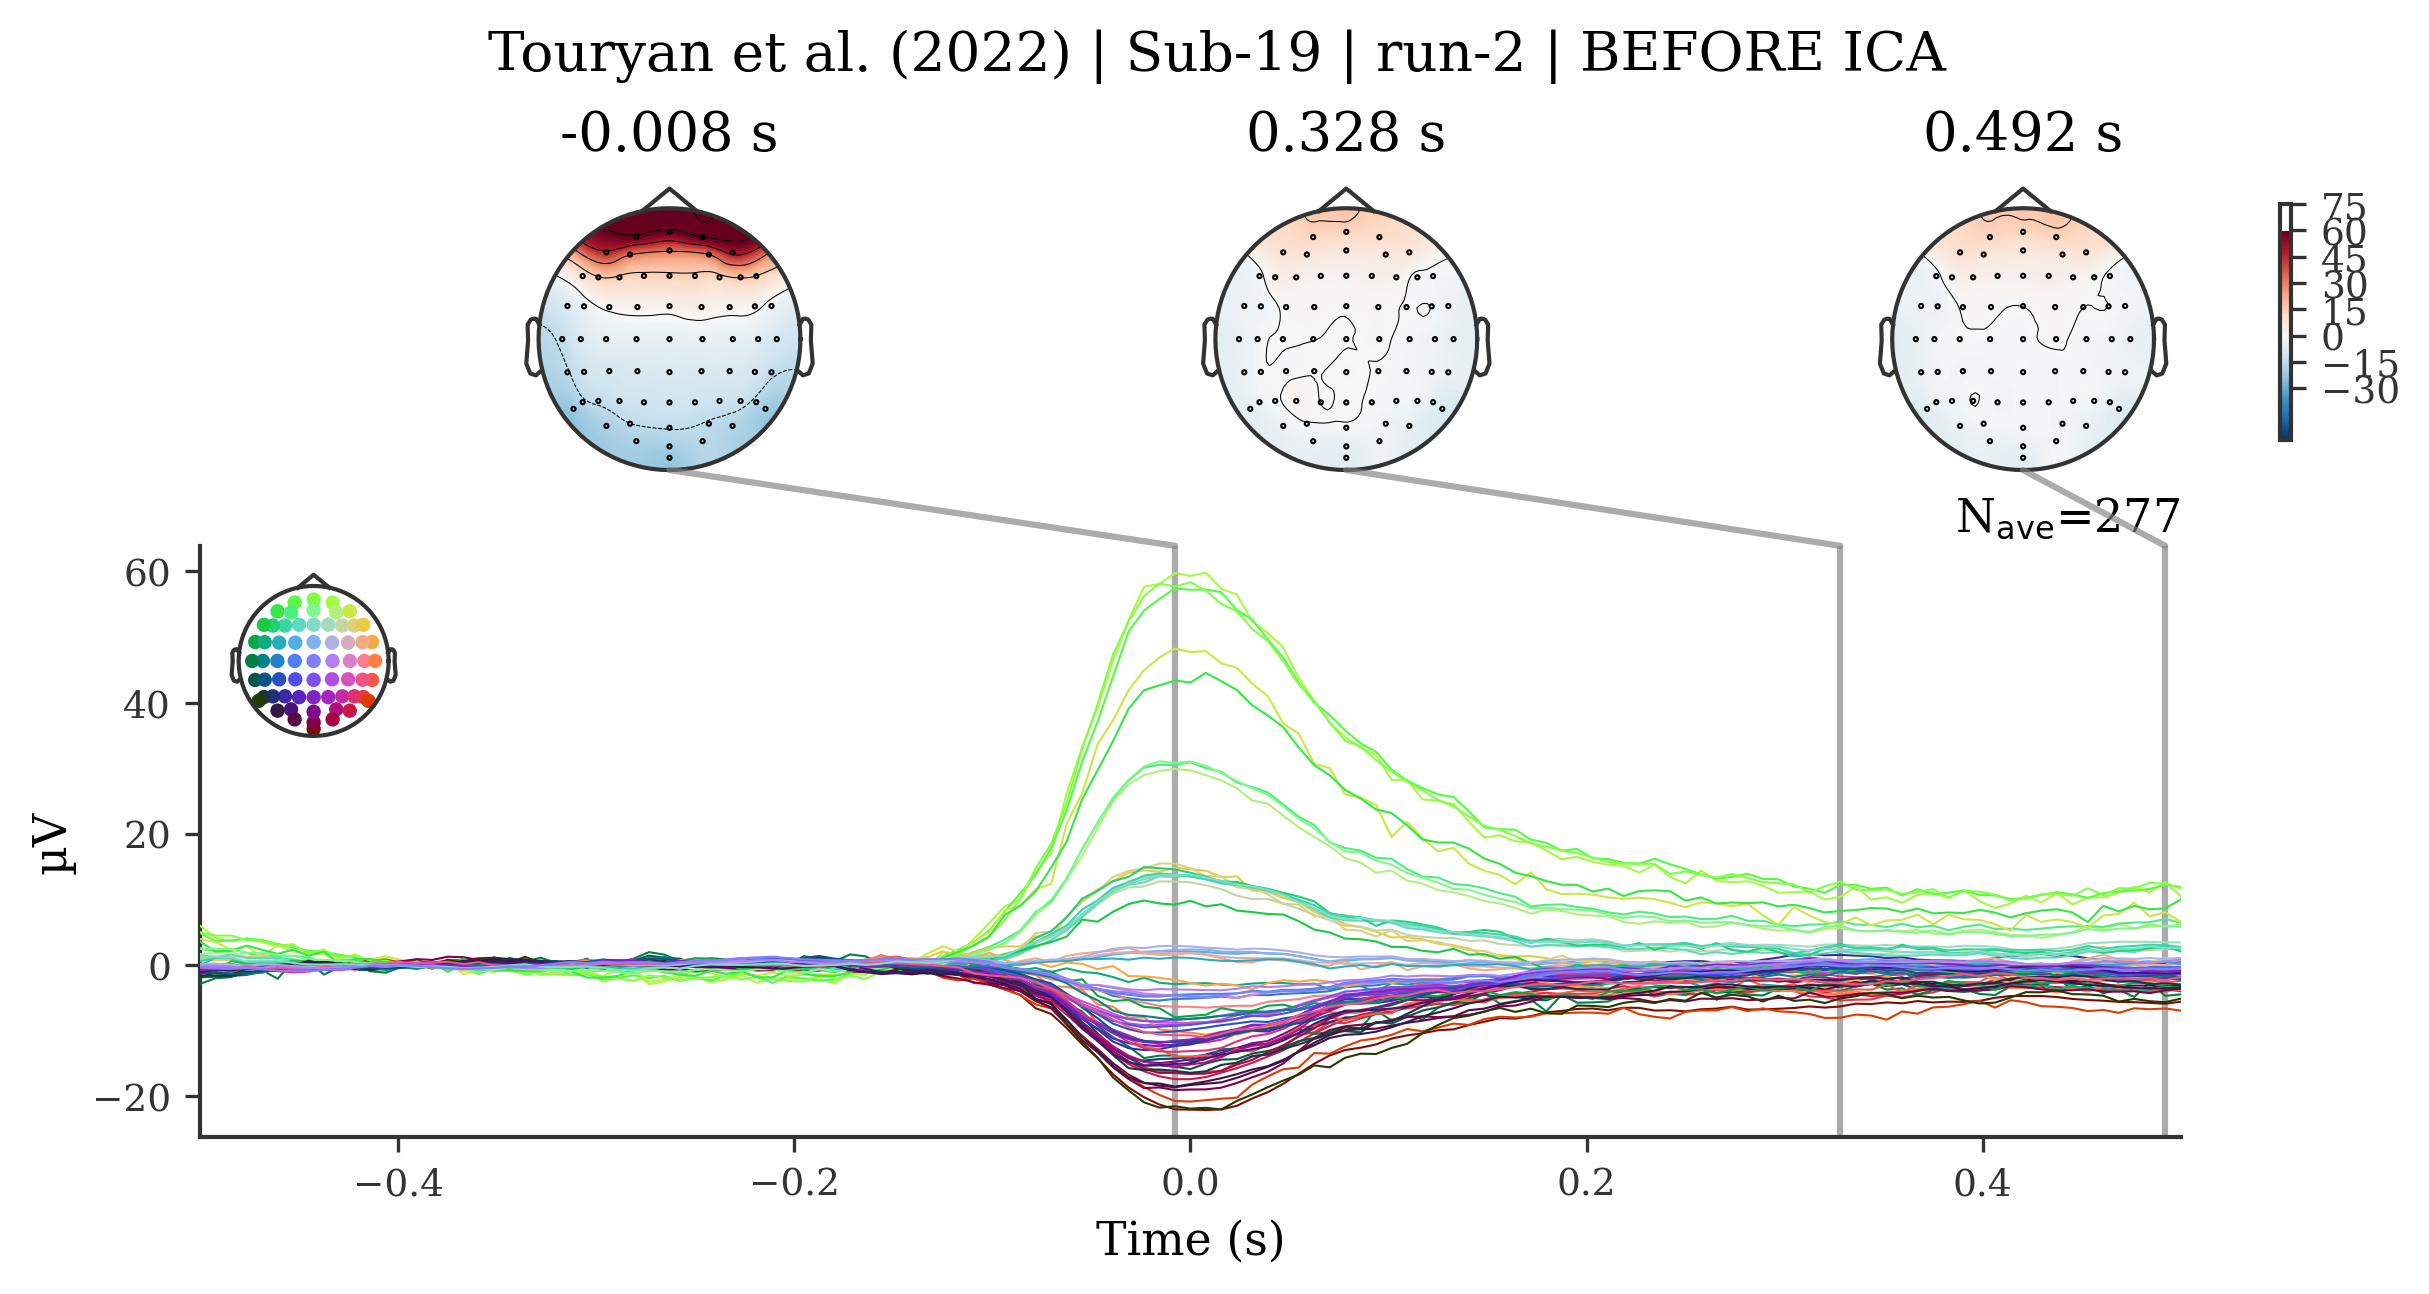 Touryan et al. (2022) | Sub-19 | run-2 | BEFORE ICA
-0.008 s
0.328 s
0.492 s
75
60
45
30
15
0
−15
−30
Nave=277
60
40
20
0
−20
µV
−0.4
−0.2
0.0
0.2
0.4
Time (s)